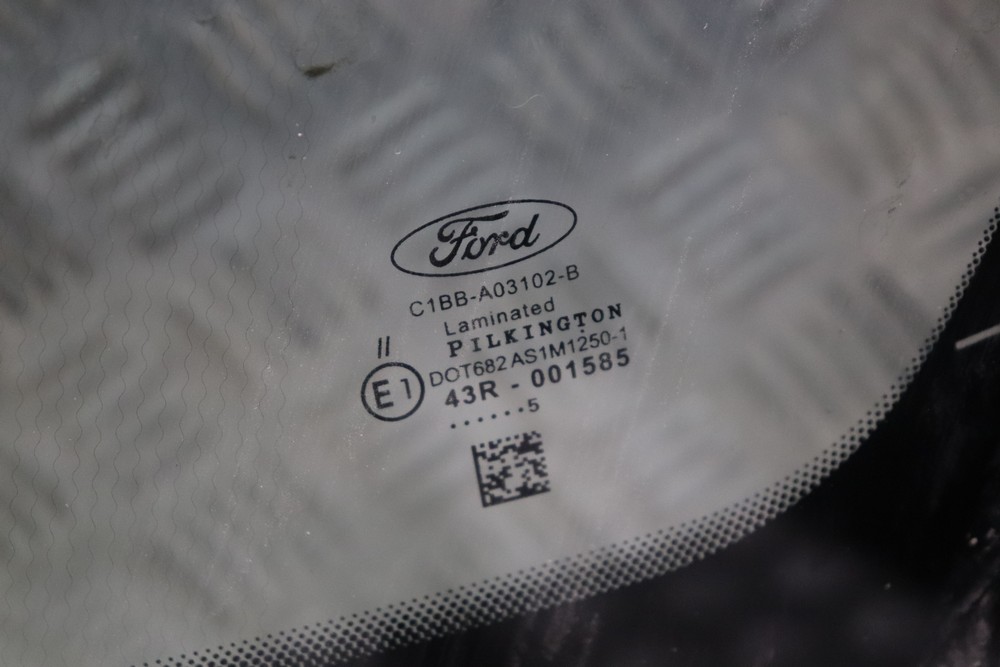 Ford
C1BB-A03102-B
Laminated
PILKINGTON
II
DOT682 AS1M1250-1
E1
43R - 001585
......5